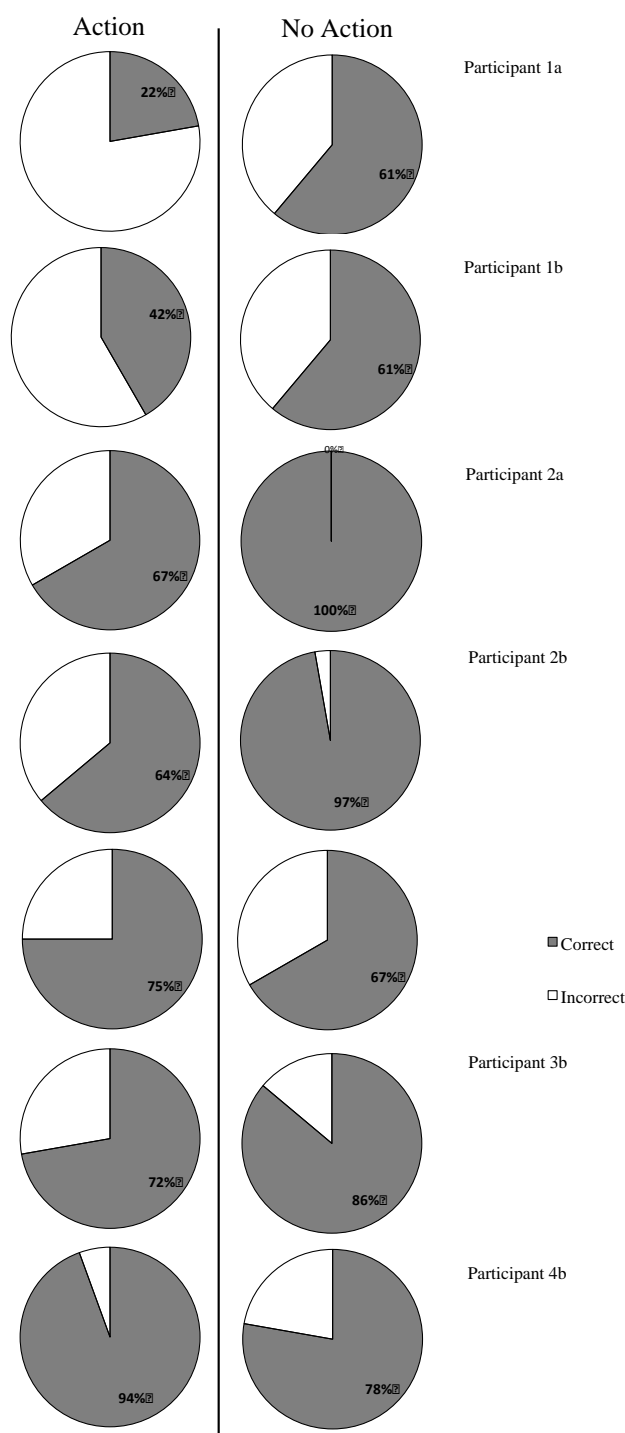 Action
No Action
Participant 1a
22%
61%
Participant 1b
42%
61%
Participant 2a
0%
67%
100%
Participant 2b
64%
97%
75%
67%
Correct
Incorrect
Participant 3b
72%
86%
Participant 4b
94%
78%